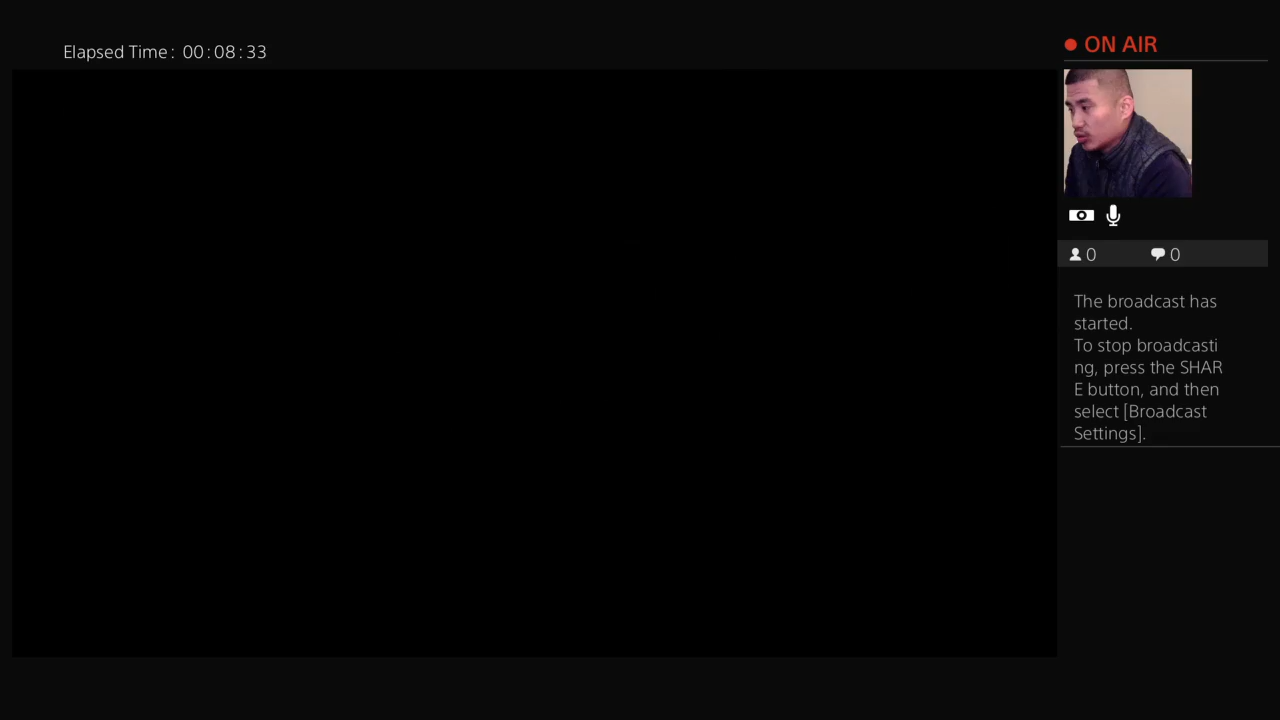 Elapsed Time: 00:08:33
ON AIR
0 0
The broadcast has
started.
To stop broadcasti
ng, press the SHAR
E button, and then
select [Broadcast
Settings].